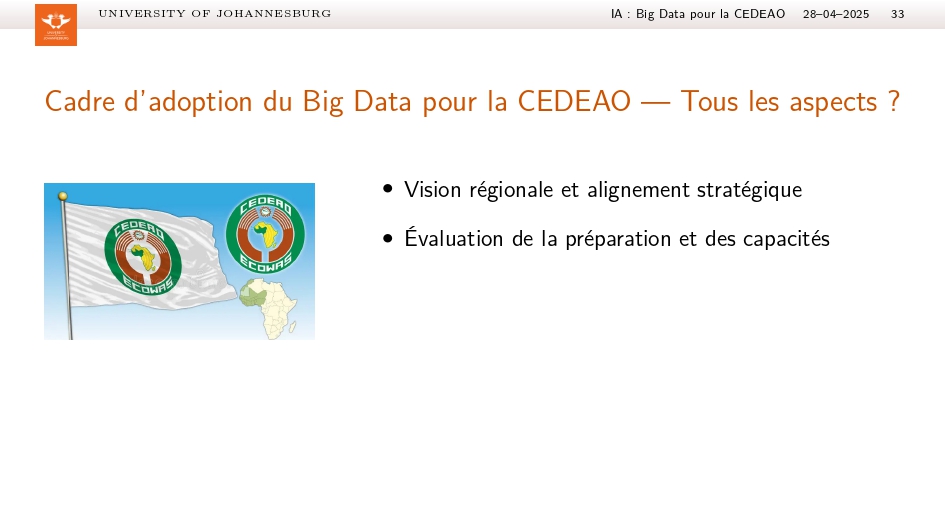 UNIVERSITY OF JOHANNESBURG
IA : Big Data pour la CEDEAO 28–04–2025 33
UNIVERSITY
JOHANNESBURG
Cadre d'adoption du Big Data pour la CEDEAO — Tous les aspects ?
CEDEAO
ECOWAS
CEDEAO
ECOWAS
• Vision régionale et alignement stratégique
• Évaluation de la préparation et des capacités